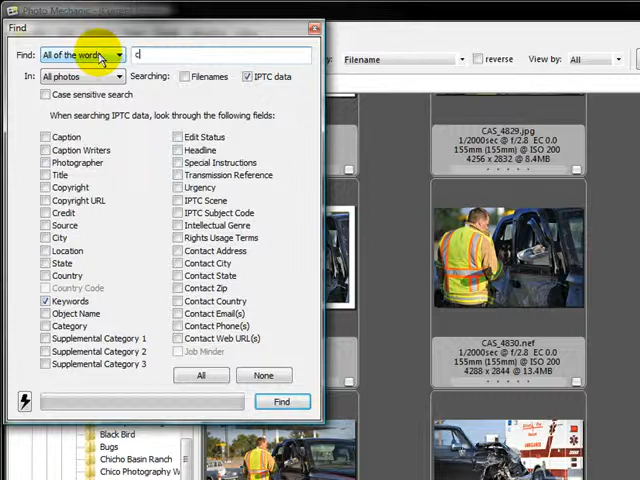 Photo Mechanic
Find
Find: All of the words c
In: All photos Searching: Filenames IPTC data
Case sensitive search
When searching IPTC data, look through the following fields:
Caption Edit Status
Caption Writers Headline
Photographer Special Instructions
Title Transmission Reference
Copyright Urgency
Copyright URL IPTC Scene
Credit IPTC Subject Code
Source Intellectual Genre
City Rights Usage Terms
Location Contact Address
State Contact City
Country Contact State
Country Code Contact Zip
Keywords Contact Country
Object Name Contact Email(s)
Category Contact Phone(s)
Supplemental Category 1 Contact Web URL(s)
Supplemental Category 2 Job Minder
Supplemental Category 3
All None
Find
Filename reverse View by: All
CAS_4829.jpg
1/2000sec @ f/2.8 EC 0.0
155mm (155mm) @ ISO 200
4256 x 2832 @ 8.4MB
CAS_4830.nef
1/2000sec @ f/2.8 EC 0.0
155mm (155mm) @ ISO 200
4288 x 2844 @ 13.4MB
Black Bird
Bugs
Chicho Basin Ranch
Chico Photography W